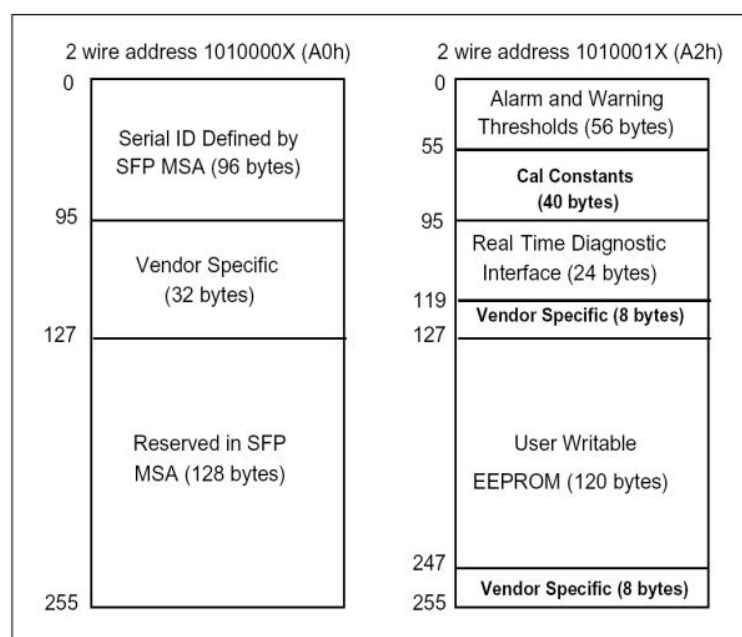 2 wire address 1010000X (A0h)
0
Serial ID Defined by
SFP MSA (96 bytes)
95
Vendor Specific
(32 bytes)
127
Reserved in SFP
MSA (128 bytes)
255
2 wire address 1010001X (A2h)
0
Alarm and Warning
Thresholds (56 bytes)
55
Cal Constants
(40 bytes)
95
Real Time Diagnostic
Interface (24 bytes)
119
Vendor Specific (8 bytes)
127
User Writable
EEPROM (120 bytes)
247
Vendor Specific (8 bytes)
255